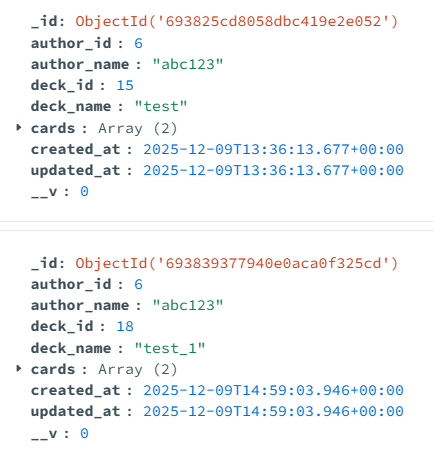 _id: ObjectId('693825cd8058dbc419e2e052')
author_id : 6
author_name : "abc123"
deck_id : 15
deck_name : "test"
cards : Array (2)
created_at : 2025-12-09T13:36:13.677+00:00
updated_at : 2025-12-09T13:36:13.677+00:00
__v : 0
_id: ObjectId('693839377940e0aca0f325cd')
author_id : 6
author_name : "abc123"
deck_id : 18
deck_name : "test_1"
cards : Array (2)
created_at : 2025-12-09T14:59:03.946+00:00
updated_at : 2025-12-09T14:59:03.946+00:00
__v : 0